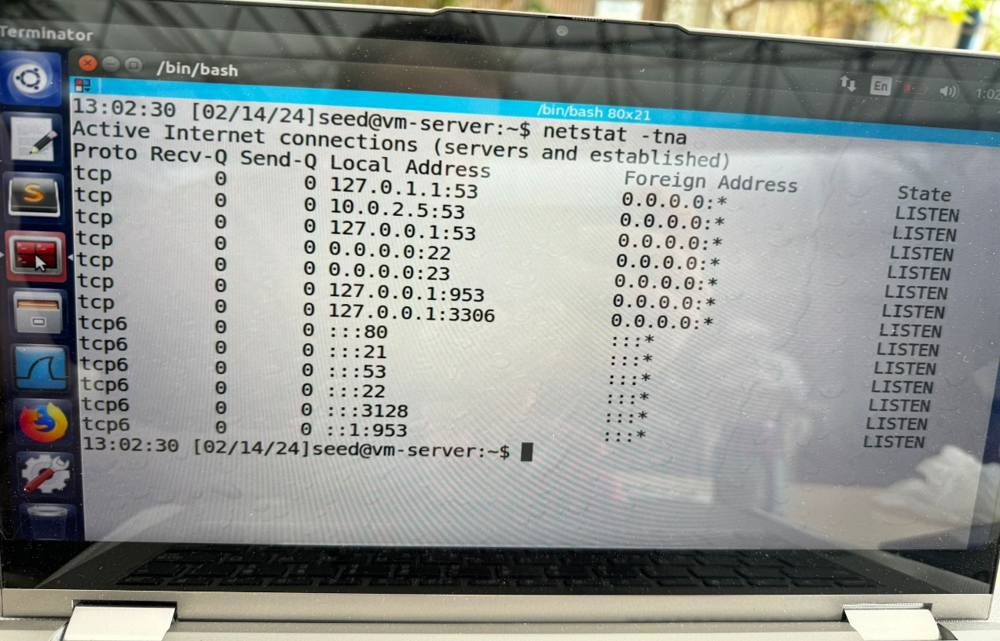 Terminator
/bin/bash
En
/bin/bash 80x21
13:02:30 [02/14/24]seed@vm-server:~$ netstat -tna
Active Internet connections (servers and established)
Proto Recv-Q Send-Q Local Address Foreign Address State
tcp 0 0 127.0.1.1:53 0.0.0.0:* LISTEN
tcp 0 0 10.0.2.5:53 0.0.0.0:* LISTEN
tcp 0 0 127.0.0.1:53 0.0.0.0:* LISTEN
tcp 0 0 0.0.0.0:22 0.0.0.0:* LISTEN
tcp 0 0 0.0.0.0:23 0.0.0.0:* LISTEN
tcp 0 0 127.0.0.1:953 0.0.0.0:* LISTEN
tcp 0 0 127.0.0.1:3306 0.0.0.0:* LISTEN
tcp6 0 0 :::80 :::* LISTEN
tcp6 0 0 :::21 :::* LISTEN
tcp6 0 0 :::53 :::* LISTEN
tcp6 0 0 :::22 :::* LISTEN
tcp6 0 0 :::3128 :::* LISTEN
tcp6 0 0 ::1:953 :::* LISTEN
13:02:30 [02/14/24]seed@vm-server:~$